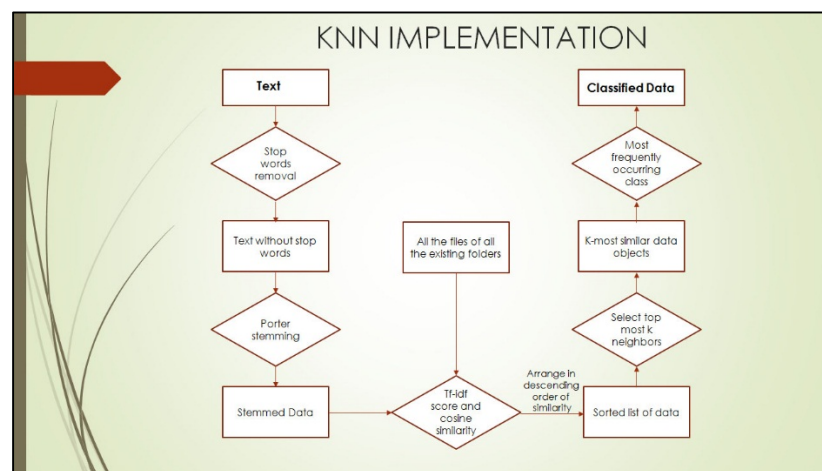 KNN IMPLEMENTATION
Text
Stop
words
removal
Text without stop
words
Porter
stemming
Stemmed Data
All the files of all
the existing folders
Tf-Idf
score and
cosine
similarity
Arrange in
descending
order of
similarity
Sorted list of data
Select top
most k
neighbors
K-most similar data
objects
Most
frequently
occurring
class
Classified Data